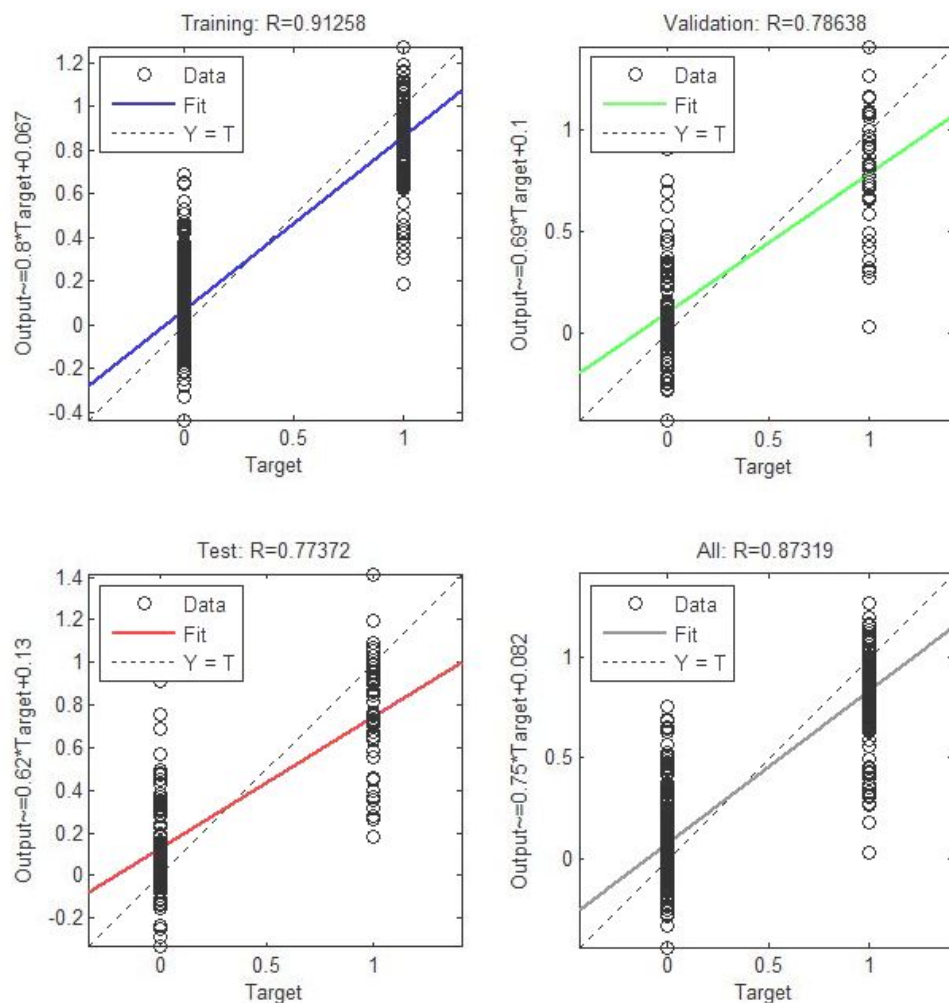 Training: R=0.91258
Output~=0.8*Target+0.067
1.2
1
0.8
0.6
0.4
0.2
0
-0.2
-0.4
Data
Fit
Y = T
0 0.5 1
Target
Validation: R=0.78638
Output~=0.69*Target+0.1
1
0.5
0
Data
Fit
Y = T
0 0.5 1
Target
Test: R=0.77372
Output~=0.62*Target+0.13
1.4
1.2
1
0.8
0.6
0.4
0.2
0
-0.2
Data
Fit
Y = T
0 0.5 1
Target
All: R=0.87319
Output~=0.75*Target+0.082
1
0.5
0
Data
Fit
Y = T
0 0.5 1
Target